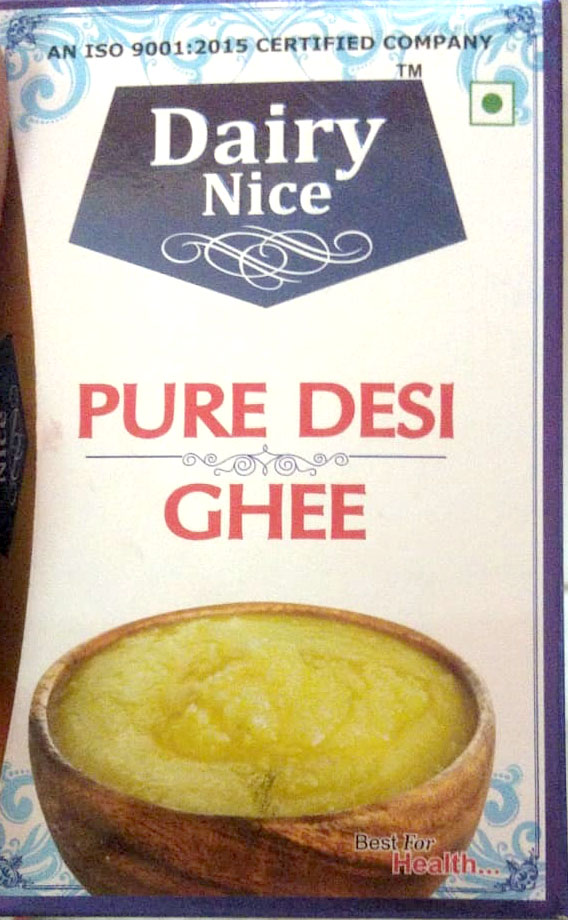 AN ISO 9001:2015 CERTIFIED COMPANY
TM
Dairy
Nice
PURE DESI
GHEE
Best For
Health...